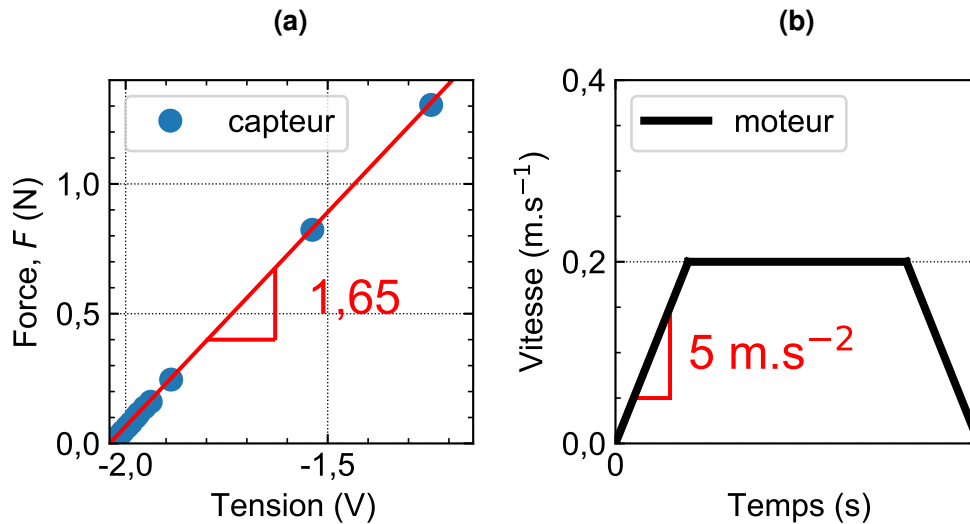 (a)
capteur
1,65
1,0
0,5
0,0
-2,0
-1,5
Force, F (N)
Tension (V)
(b)
moteur
5 m.s⁻²
0,4
0,2
0,0
0
Vitesse (m.s⁻¹)
Temps (s)